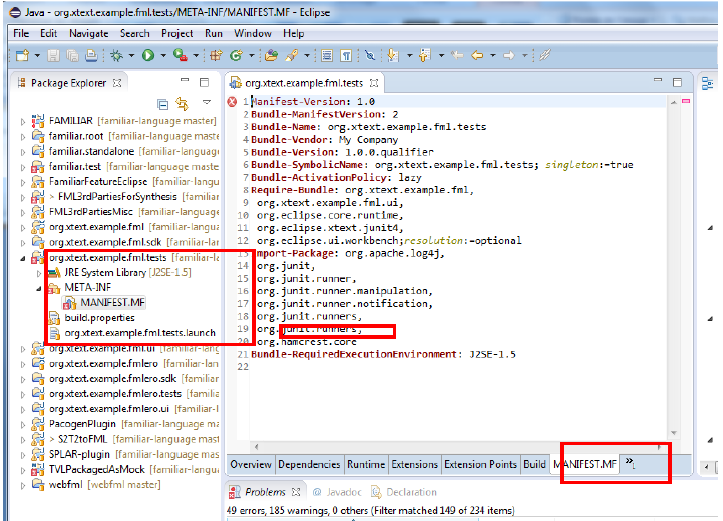 Java - org.xtext.example.fml.tests/META-INF/MANIFEST.MF - Eclipse
File Edit Navigate Search Project Run Window Help
Package Explorer
FAMILIAR [familiar-language master]
familiar.root [familiar-language master]
familiar.standalone [familiar-language
familiar.test [familiar-language master]
FamiliarFeatureEclipse [familiar-langu
> FML3rdPartiesForSynthesis [familia
FML3rdPartiesMisc [familiar-language
org.xtext.example.fml [familiar-langu
org.xtext.example.fml.sdk [familiar-la
org.xtext.example.fml.tests [familiar-l
JRE System Library [J2SE-1.5]
META-INF
MANIFEST.MF
build.properties
org.xtext.example.fml.tests.launch
org.xtext.example.fml.ui [familiar-lan
org.xtext.example.fmlero [familiar-lan
org.xtext.example.fmlero.sdk [familiar
org.xtext.example.fmlero.tests [familia
org.xtext.example.fmlero.ui [familiar-
PacogenPlugin [familiar-language mas
> S2T2toFML [familiar-language mast
SPLAR-plugin [familiar-language mast
TVLPackagedAsMock [familiar-langua
webfml [webfml master]
org.xtext.example.fml.tests
1 Manifest-Version: 1.0
2 Bundle-ManifestVersion: 2
3 Bundle-Name: org.xtext.example.fml.tests
4 Bundle-Vendor: My Company
5 Bundle-Version: 1.0.0.qualifier
6 Bundle-SymbolicName: org.xtext.example.fml.tests; singleton:=true
7 Bundle-ActivationPolicy: lazy
8 Require-Bundle: org.xtext.example.fml,
9 org.xtext.example.fml.ui,
10 org.eclipse.core.runtime,
11 org.eclipse.xtext.junit4,
12 org.eclipse.ui.workbench;resolution:=optional
13 Import-Package: org.apache.log4j,
14 org.junit,
15 org.junit.runner,
16 org.junit.runner.manipulation,
17 org.junit.runner.notification,
18 org.junit.runners,
19 org.junit.runners,
20 org.hamcrest.core
21 Bundle-RequiredExecutionEnvironment: J2SE-1.5
22
Overview Dependencies Runtime Extensions Extension Points Build MANIFEST.MF »1
Problems @ Javadoc Declaration
49 errors, 185 warnings, 0 others (Filter matched 149 of 234 items)